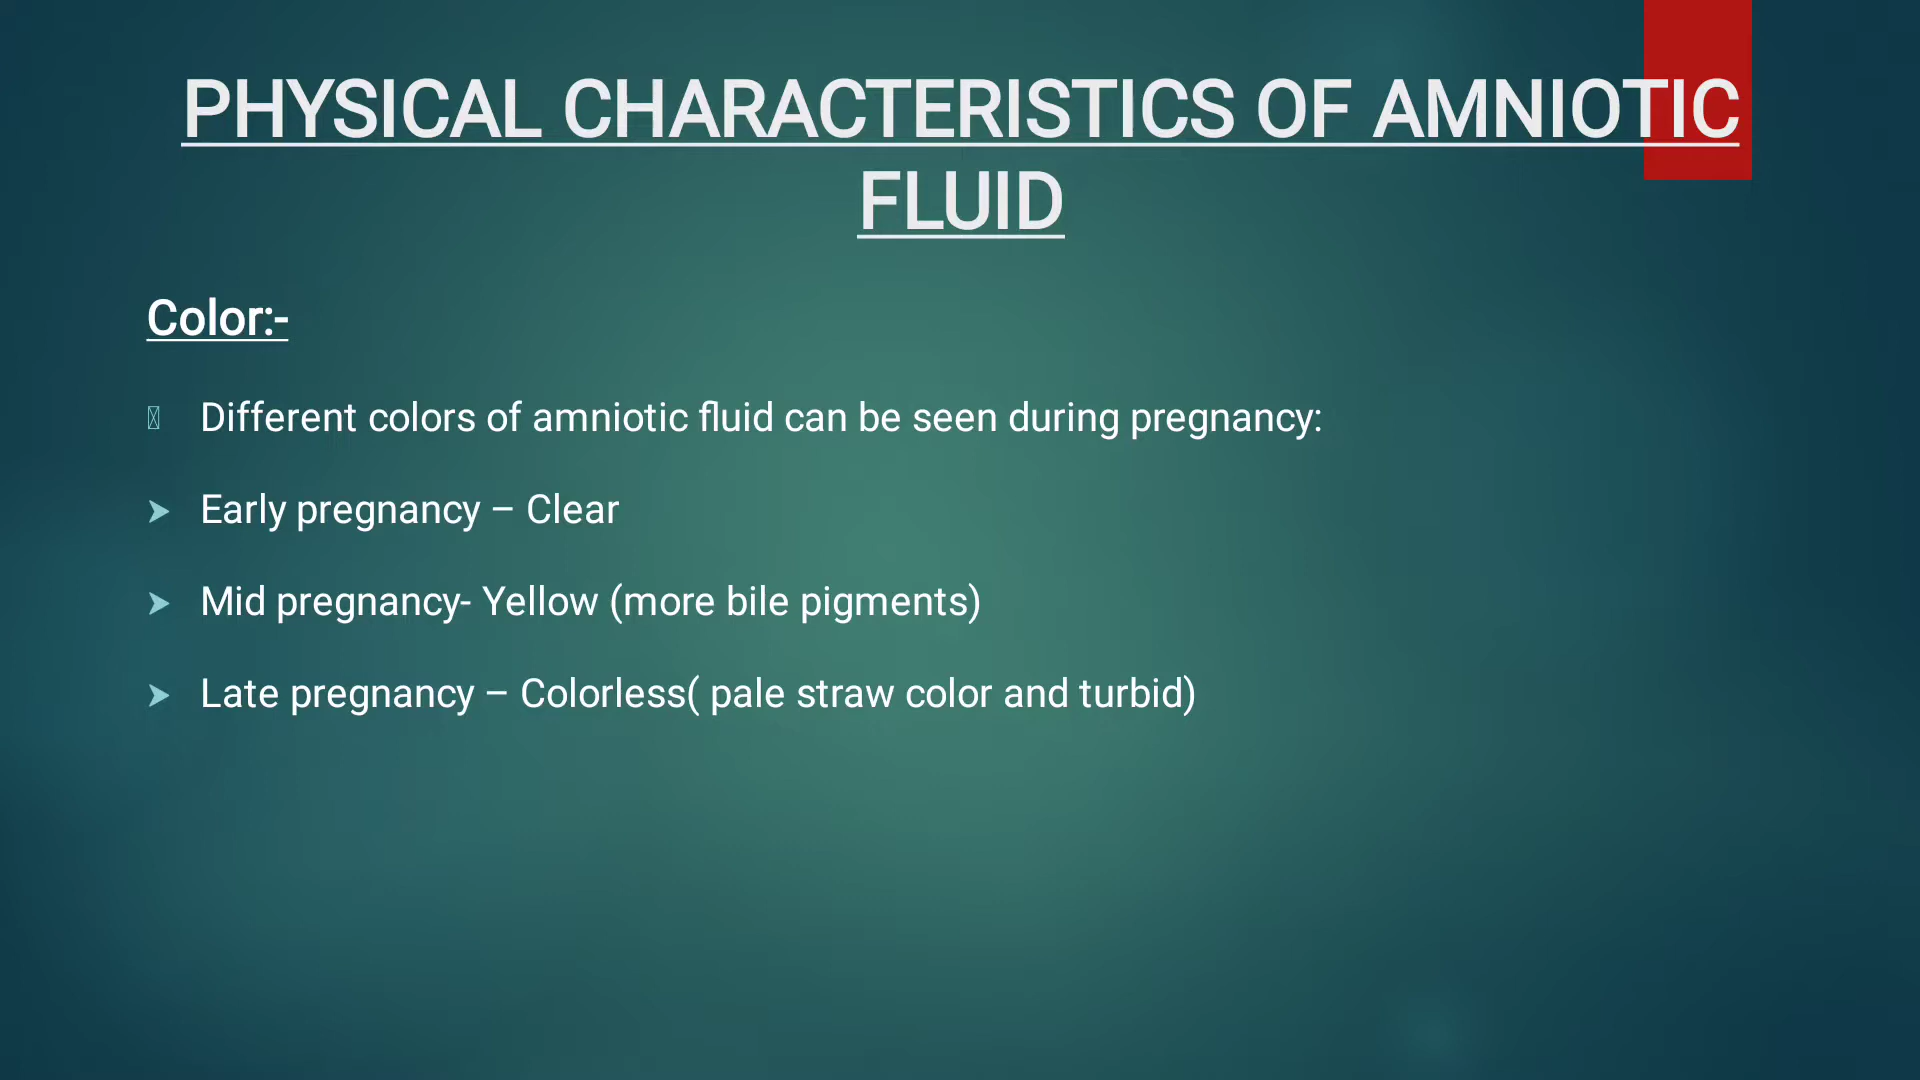 PHYSICAL CHARACTERISTICS OF AMNIOTIC
FLUID
Color:-
Different colors of amniotic fluid can be seen during pregnancy:
➤ Early pregnancy – Clear
➤ Mid pregnancy- Yellow (more bile pigments)
➤ Late pregnancy – Colorless( pale straw color and turbid)